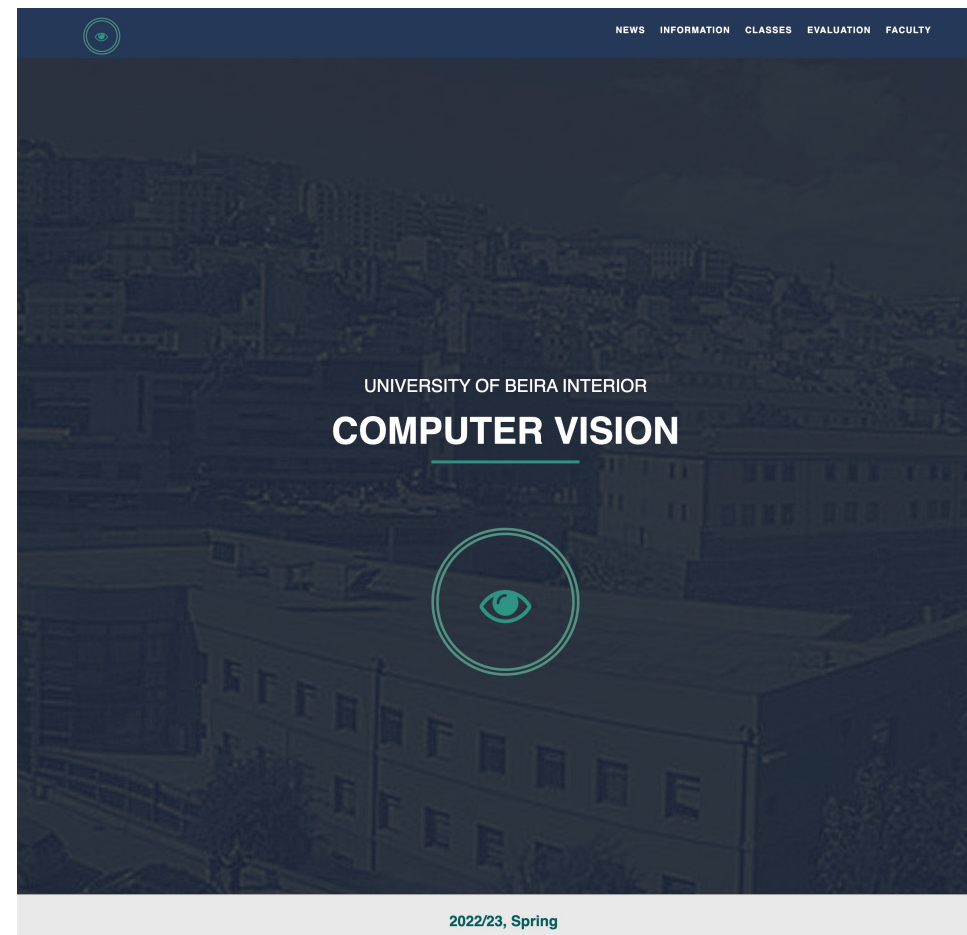 NEWS INFORMATION CLASSES EVALUATION FACULTY
UNIVERSITY OF BEIRA INTERIOR
COMPUTER VISION
2022/23, Spring